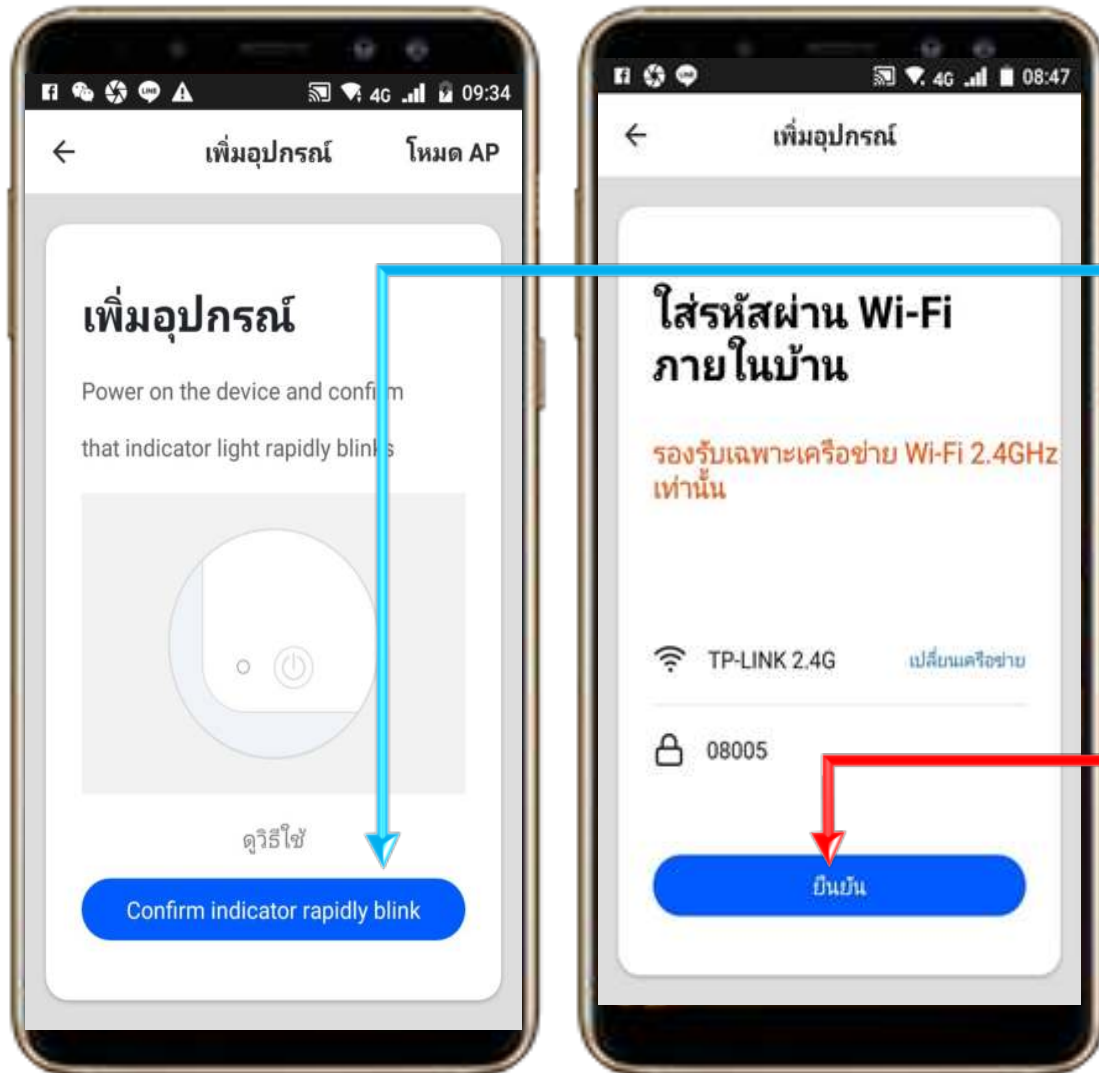 4G 09:34
เพิ่มอุปกรณ์ โหมด AP
เพิ่มอุปกรณ์
Power on the device and confirm
that indicator light rapidly blinks
ดูวิธีใช้
Confirm indicator rapidly blink
4G 08:47
เพิ่มอุปกรณ์
ใส่รหัสผ่าน Wi-Fi
ภายในบ้าน
รองรับเฉพาะเครือข่าย Wi-Fi 2.4GHz
เท่านั้น
TP-LINK 2.4G เปลี่ยนเครือข่าย
08005
ยืนยัน